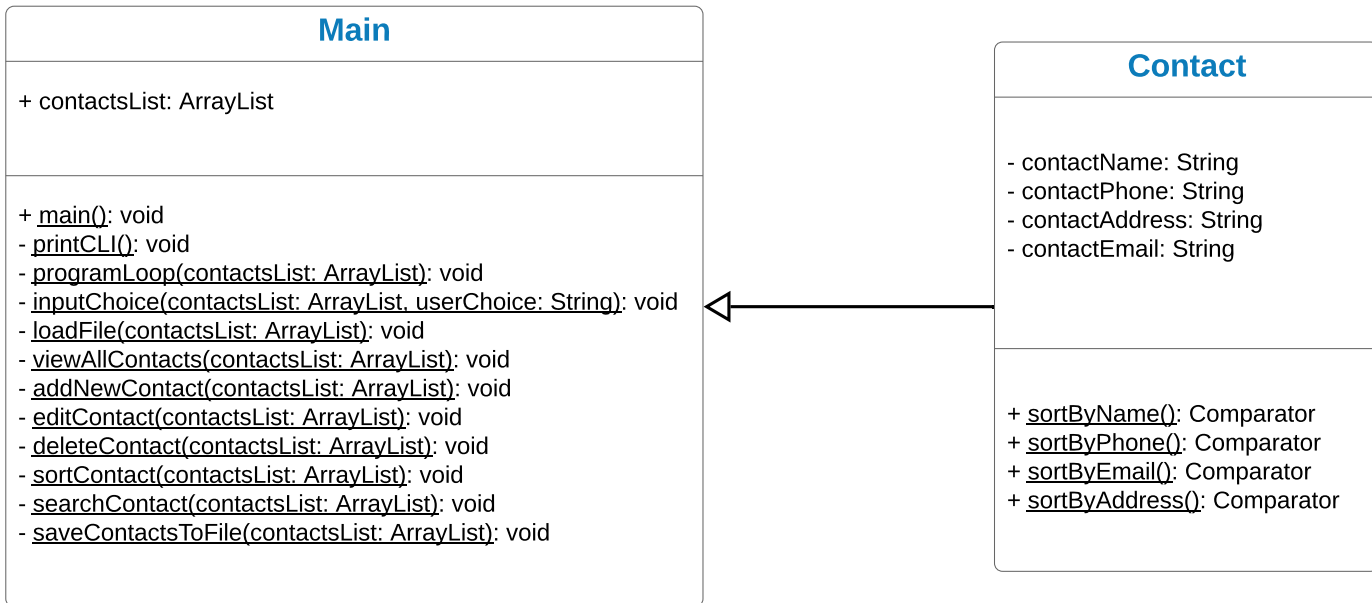 Main
+ contactsList: ArrayList
+ main(): void
- printCLI(): void
- programLoop(contactsList: ArrayList): void
- inputChoice(contactsList: ArrayList, userChoice: String): void
- loadFile(contactsList: ArrayList): void
- viewAllContacts(contactsList: ArrayList): void
- addNewContact(contactsList: ArrayList): void
- editContact(contactsList: ArrayList): void
- deleteContact(contactsList: ArrayList): void
- sortContact(contactsList: ArrayList): void
- searchContact(contactsList: ArrayList): void
- saveContactsToFile(contactsList: ArrayList): void
Contact
- contactName: String
- contactPhone: String
- contactAddress: String
- contactEmail: String
+ sortByName(): Comparator
+ sortByPhone(): Comparator
+ sortByEmail(): Comparator
+ sortByAddress(): Comparator